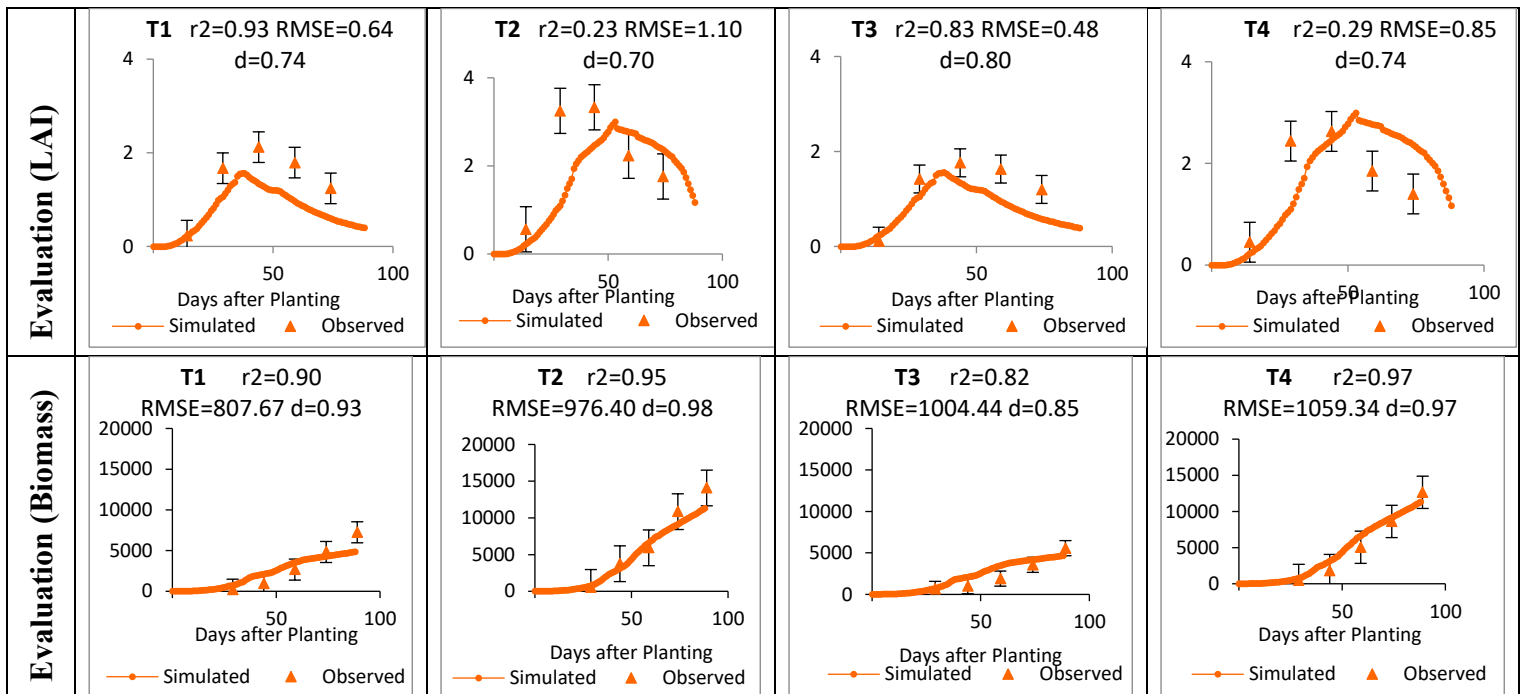 Evaluation (LAI)
T1 r2=0.93 RMSE=0.64
d=0.74
4
2
0
50
100
Days after Planting
Simulated Observed
T2 r2=0.23 RMSE=1.10
d=0.70
4
2
0
50
100
Days after Planting
Simulated Observed
T3 r2=0.83 RMSE=0.48
d=0.80
4
2
0
50
100
Days after Planting
Simulated Observed
T4 r2=0.29 RMSE=0.85
d=0.74
4
2
0
50
100
Days after Planting
Simulated Observed
Evaluation (Biomass)
T1 r2=0.90
RMSE=807.67 d=0.93
20000
15000
10000
5000
0
50
100
Days after Planting
Simulated Observed
T2 r2=0.95
RMSE=976.40 d=0.98
20000
15000
10000
5000
0
50
100
Days after Planting
Simulated Observed
T3 r2=0.82
RMSE=1004.44 d=0.85
20000
15000
10000
5000
0
50
100
Days after Planting
Simulated Observed
T4 r2=0.97
RMSE=1059.34 d=0.97
20000
15000
10000
5000
0
50
100
Days after Planting
Simulated Observed